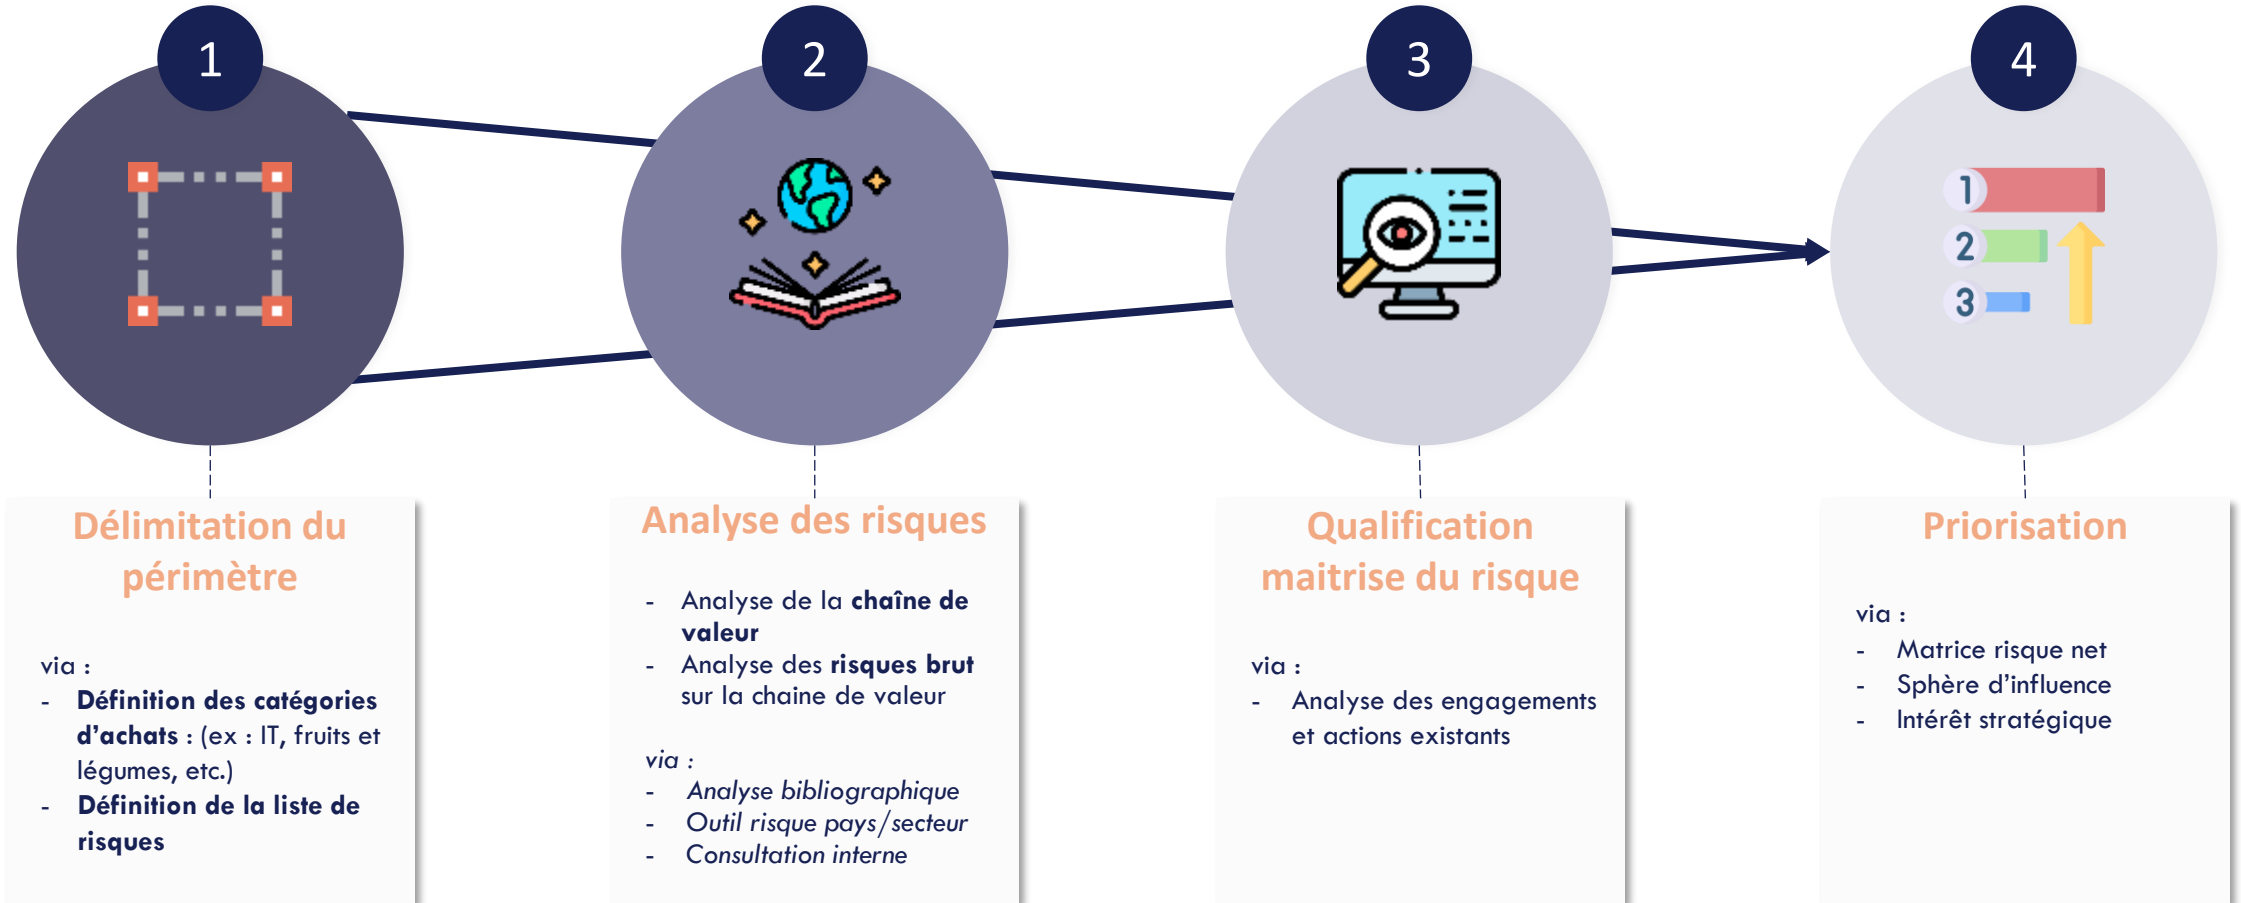 1
2
3
4
1
2
3
Délimitation du
périmètre
via :
- Définition des catégories
d'achats : (ex : IT, fruits et
légumes, etc.)
- Définition de la liste de
risques
Analyse des risques
- Analyse de la chaîne de
valeur
- Analyse des risques brut
sur la chaine de valeur
via :
- Analyse bibliographique
- Outil risque pays/secteur
- Consultation interne
Qualification
maitrise du risque
via :
- Analyse des engagements
et actions existants
Priorisation
via :
- Matrice risque net
- Sphère d'influence
- Intérêt stratégique